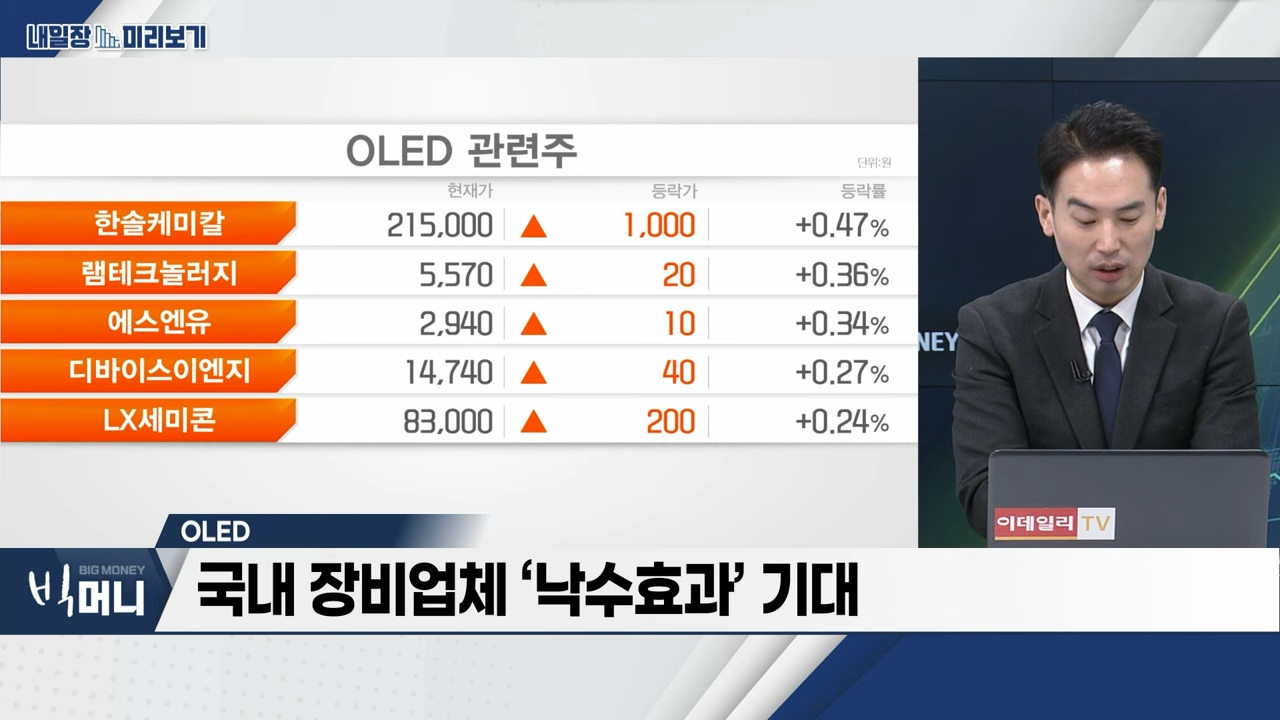 내일장 미리보기
OLED 관련주
단위:원
현재가 등락가 등락률
한솔케미칼 215,000 ▲ 1,000 +0.47%
램테크놀러지 5,570 ▲ 20 +0.36%
에스엔유 2,940 ▲ 10 +0.34%
디바이스이엔지 14,740 ▲ 40 +0.27%
LX세미콘 83,000 ▲ 200 +0.24%
NEY
이데일리TV
OLED
BIG MONEY
빅머니
국내 장비업체 ‘낙수효과’ 기대